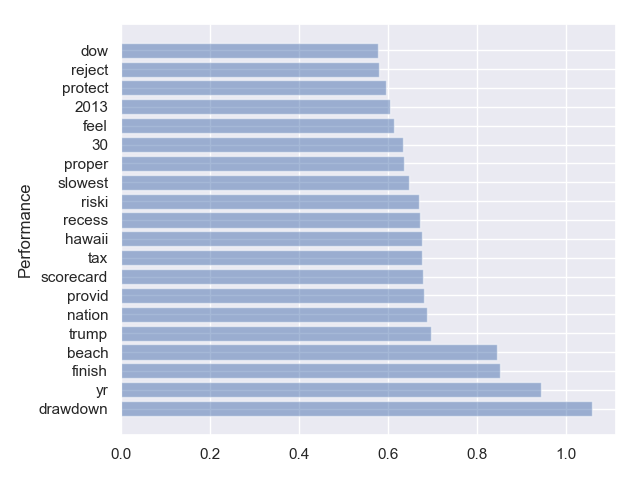 dow
reject
protect
2013
feel
30
proper
slowest
riski
recess
hawaii
tax
scorecard
provid
nation
trump
beach
finish
yr
drawdown
Performance
0.0 0.2 0.4 0.6 0.8 1.0